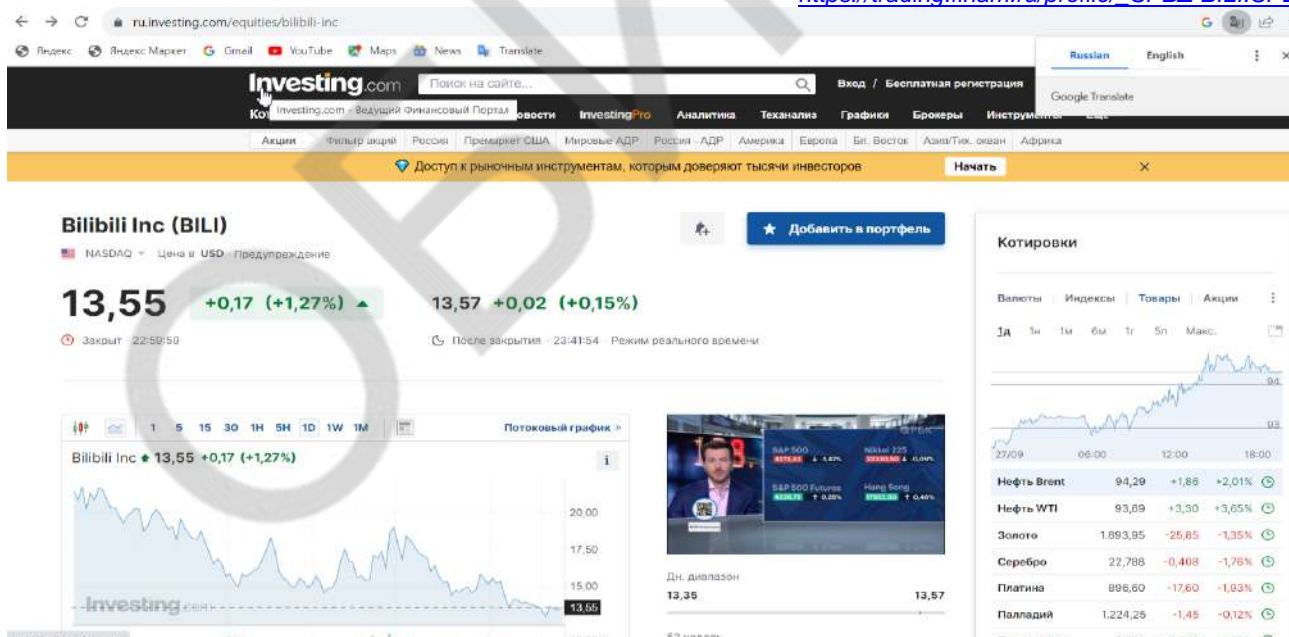 ru.investing.com/equities/bilibili-inc
Яндекс Яндекс Маркет Gmail YouTube Maps News Translate
Russian English
Google Translate
Investing.com Поиск на сайте... Вход / Бесплатная регистрация
Investing.com - Ведущий Финансовый Портал InvestingPro Аналитика Теханализ Графики Брокеры
Акции Фильтр акций Россия Премаркет США Мировые АДР Россия - АДР Америка Европа Бл. Восток Азия/Тих. океан Африка
Доступ к рыночным инструментам, которым доверяют тысячи инвесторов Начать
Bilibili Inc (BILI)
Добавить в портфель
NASDAQ Цена в USD · Предупреждение
13,55 +0,17 (+1,27%) 13,57 +0,02 (+0,15%)
Закрыт · 22:59:59 После закрытия · 23:41:54 · Режим реального времени
1 5 15 30 1H 5H 1D 1W 1M Потоковый график »
Bilibili Inc 13,55 +0,17 (+1,27%)
20,00
17,50
15,00
13,55
Investing.com
РБК
S&P 500 Nikkei 225
S&P 500 Futures Hang Seng
Дн. диапазон
13,35 13,57
Котировки
Валюты Индексы Товары Акции
1д 1н 1м 6м 1г 5л Макс.
94
93
27/09 06:00 12:00 18:00
Нефть Brent 94,29 +1,86 +2,01%
Нефть WTI 93,69 +3,30 +3,65%
Золото 1.893,95 -25,85 -1,35%
Серебро 22,788 -0,408 -1,76%
Платина 896,60 -17,60 -1,93%
Палладий 1.224,25 -1,45 -0,12%